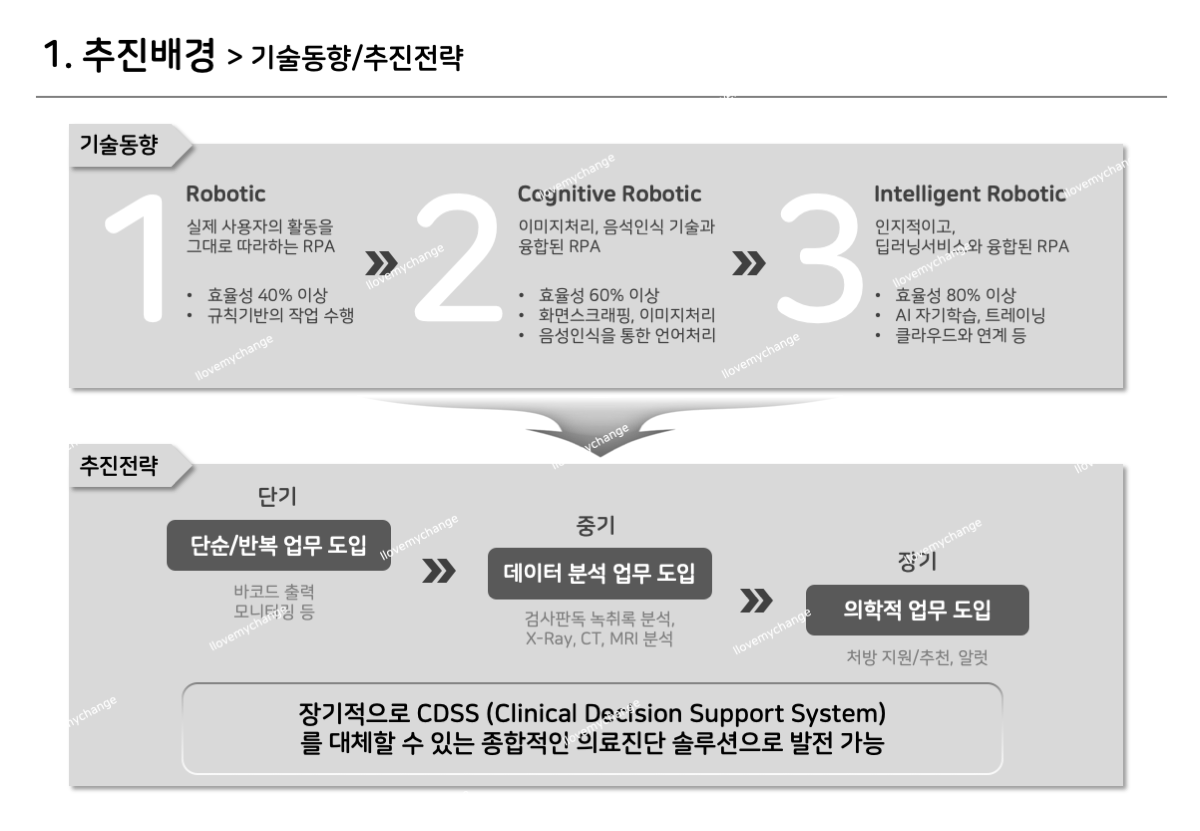 1. 추진배경 > 기술동향/추진전략
기술동향
1
Robotic
실제 사용자의 활동을
그대로 따라하는 RPA
• 효율성 40% 이상
• 규칙기반의 작업 수행
2
Cognitive Robotic
이미지처리, 음석인식 기술과
융합된 RPA
• 효율성 60% 이상
• 화면스크래핑, 이미지처리
• 음성인식을 통한 언어처리
3
Intelligent Robotic
인지적이고,
딥러닝서비스와 융합된 RPA
• 효율성 80% 이상
• AI 자기학습, 트레이닝
• 클라우드와 연계 등
추진전략
단기
단순/반복 업무 도입
바코드 출력
모니터링 등
중기
데이터 분석 업무 도입
검사판독 녹취록 분석,
X-Ray, CT, MRI 분석
장기
의학적 업무 도입
처방 지원/추천, 알럿
장기적으로 CDSS (Clinical Decision Support System)
를 대체할 수 있는 종합적인 의료진단 솔루션으로 발전 가능
Ilovemychange
Ilovemychange
Ilovemychange
Ilovemychange
Ilovemychange
Ilovemychange
Ilovemychange
Ilovemychange
Ilovemychange
Ilovemychange